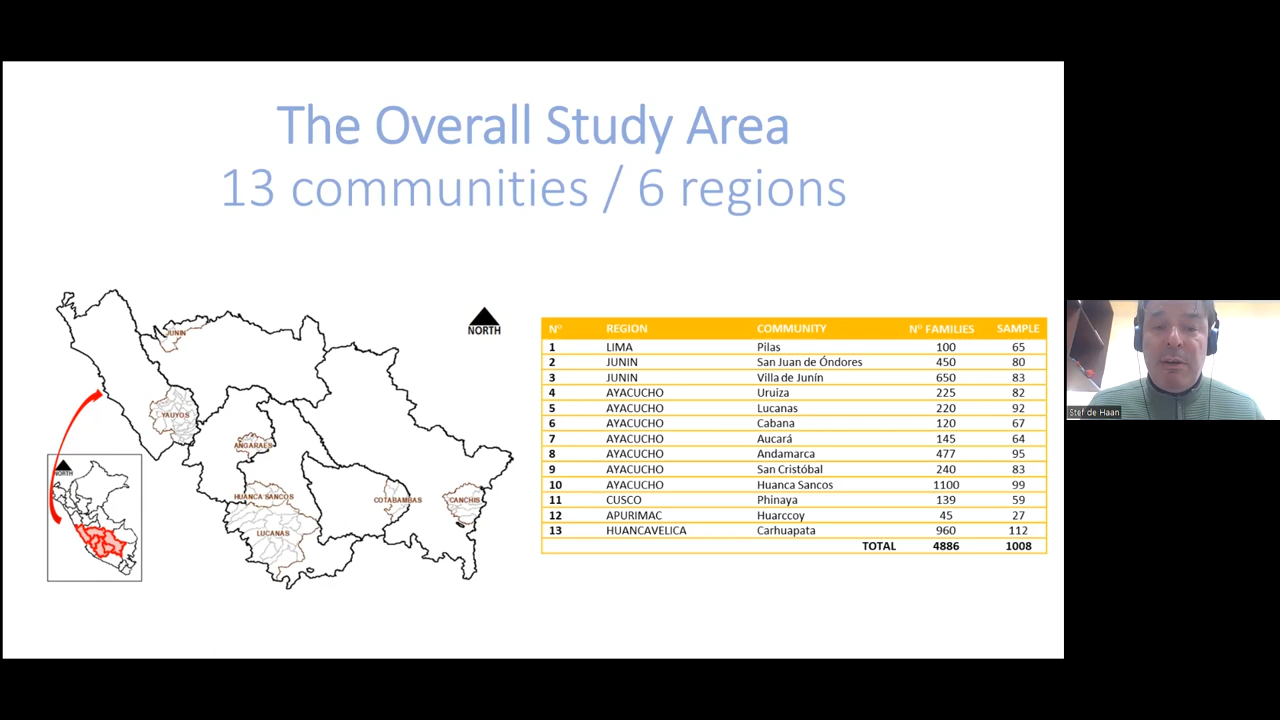 The Overall Study Area
13 communities / 6 regions
JUNIN
YAUYOS
ANGARAES
HUANCA SANCOS
LUCANAS
COTABAMBAS
CANCHIS
NORTH
NORTH
Nº REGION COMMUNITY Nº FAMILIES SAMPLE
1 LIMA Pilas 100 65
2 JUNIN San Juan de Óndores 450 80
3 JUNIN Villa de Junín 650 83
4 AYACUCHO Uruiza 225 82
5 AYACUCHO Lucanas 220 92
6 AYACUCHO Cabana 120 67
7 AYACUCHO Aucará 145 64
8 AYACUCHO Andamarca 477 95
9 AYACUCHO San Cristóbal 240 83
10 AYACUCHO Huanca Sancos 1100 99
11 CUSCO Phinaya 139 59
12 APURIMAC Huarccoy 45 27
13 HUANCAVELICA Carhuapata 960 112
TOTAL 4886 1008
Stef de Haan